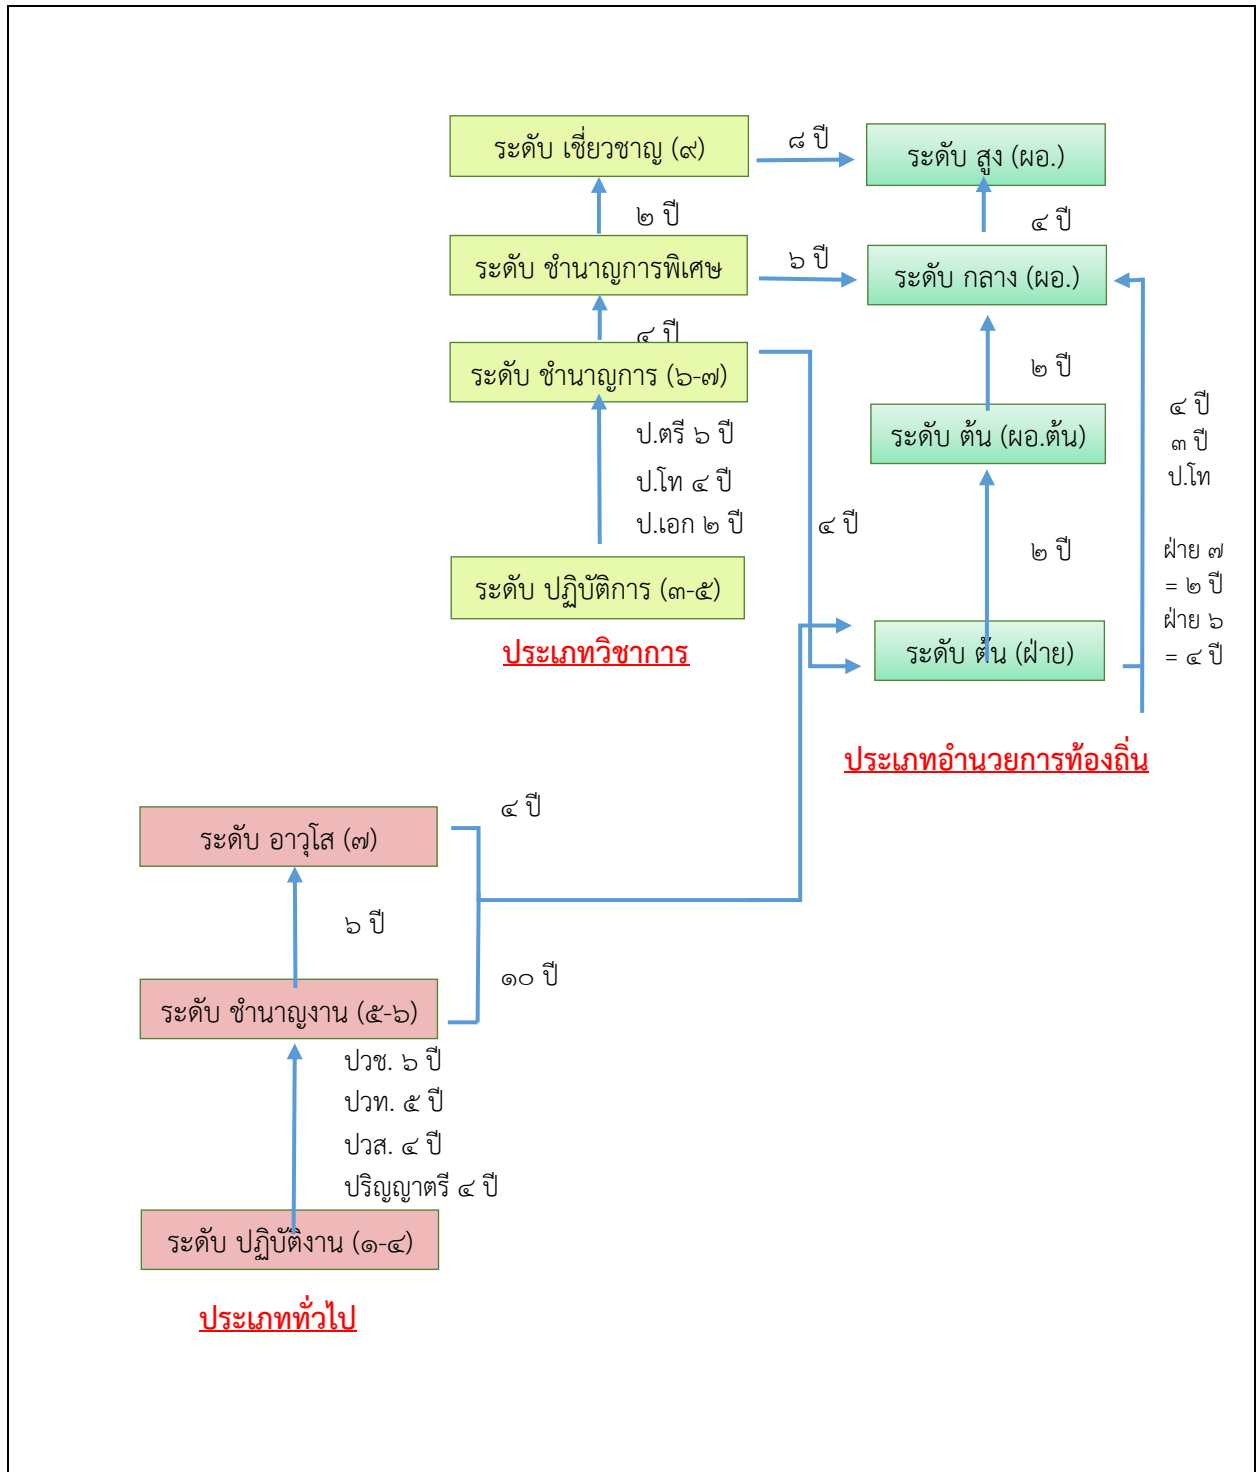 ระดับ เชี่ยวชาญ (๙)
๘ ปี
ระดับ สูง (ผอ.)
๒ ปี
๔ ปี
ระดับ ชำนาญการพิเศษ
๖ ปี
ระดับ กลาง (ผอ.)
๔ ปี
ระดับ ชำนาญการ (๖-๗)
๒ ปี
ป.ตรี ๖ ปี
ป.โท ๔ ปี
ป.เอก ๒ ปี
ระดับ ต้น (ผอ.ต้น)
๔ ปี
๓ ปี
ป.โท
๔ ปี
๒ ปี
ฝ่าย ๗
= ๒ ปี
ฝ่าย ๖
= ๔ ปี
ระดับ ปฏิบัติการ (๓-๕)
ระดับ ต้น (ฝ่าย)
ประเภทวิชาการ
ประเภทอำนวยการท้องถิ่น
๔ ปี
ระดับ อาวุโส (๗)
๖ ปี
๑๐ ปี
ระดับ ชำนาญงาน (๕-๖)
ปวช. ๖ ปี
ปวท. ๕ ปี
ปวส. ๔ ปี
ปริญญาตรี ๔ ปี
ระดับ ปฏิบัติงาน (๑-๔)
ประเภททั่วไป